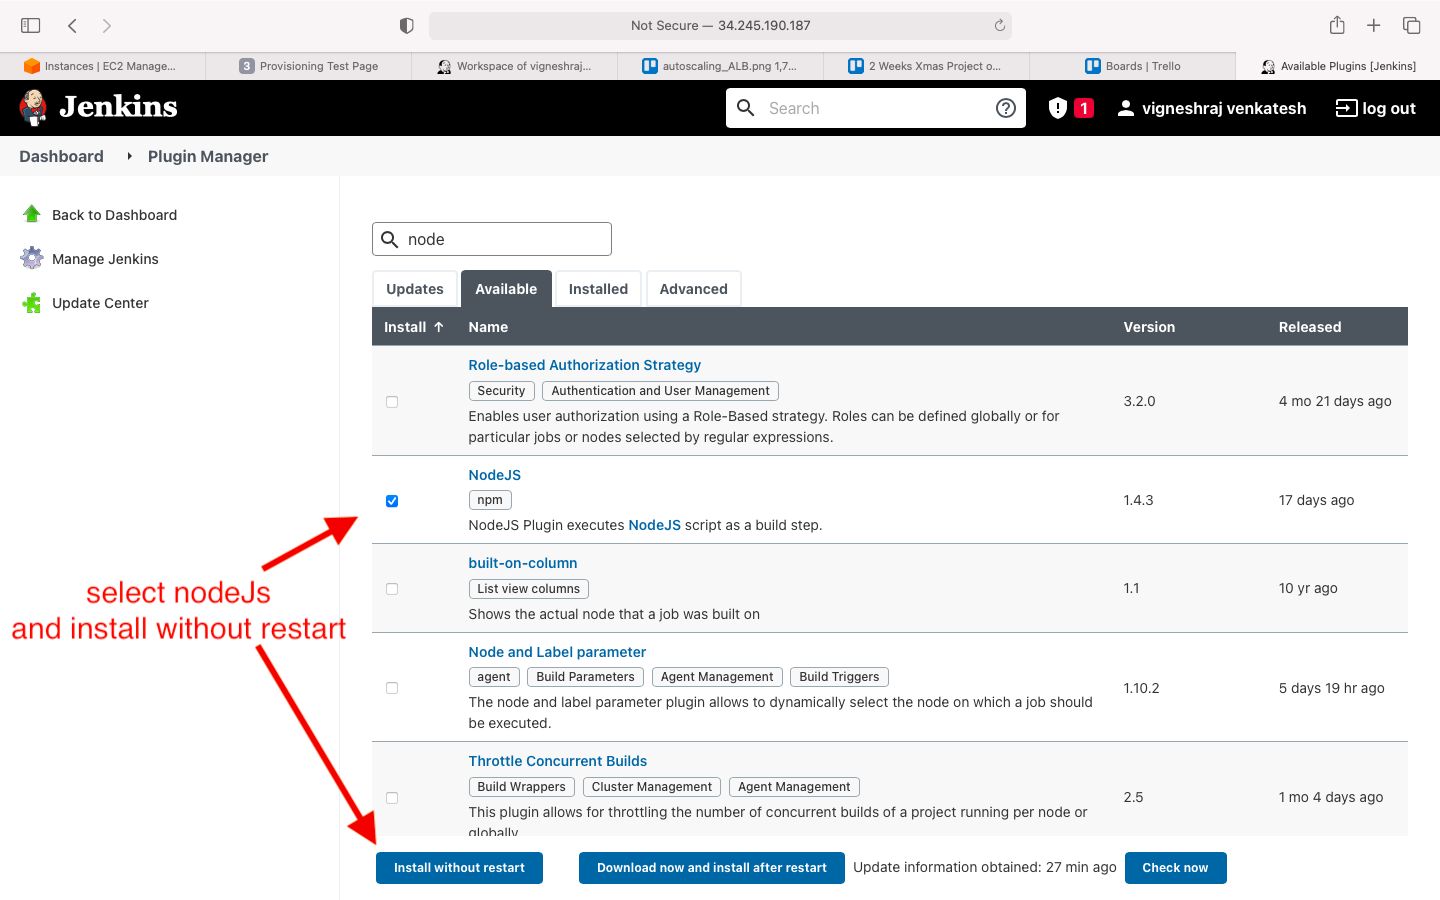 Not Secure — 34.245.190.187
Instances | EC2 Manage...
3 Provisioning Test Page
Workspace of vigneshraj...
autoscaling_ALB.png 1,7...
2 Weeks Xmas Project o...
Boards | Trello
Available Plugins [Jenkins]
Jenkins
Search
1
vigneshraj venkatesh
log out
Dashboard
Plugin Manager
Back to Dashboard
Manage Jenkins
Update Center
node
Updates
Available
Installed
Advanced
Install ↑ Name Version Released
Role-based Authorization Strategy
Security Authentication and User Management
Enables user authorization using a Role-Based strategy. Roles can be defined globally or for
particular jobs or nodes selected by regular expressions.
3.2.0
4 mo 21 days ago
NodeJS
npm
NodeJS Plugin executes NodeJS script as a build step.
1.4.3
17 days ago
built-on-column
List view columns
Shows the actual node that a job was built on
1.1
10 yr ago
Node and Label parameter
agent Build Parameters Agent Management Build Triggers
The node and label parameter plugin allows to dynamically select the node on which a job should
be executed.
1.10.2
5 days 19 hr ago
Throttle Concurrent Builds
Build Wrappers Cluster Management Agent Management
This plugin allows for throttling the number of concurrent builds of a project running per node or
globally
2.5
1 mo 4 days ago
select nodeJs
and install without restart
Install without restart
Download now and install after restart
Update information obtained: 27 min ago
Check now